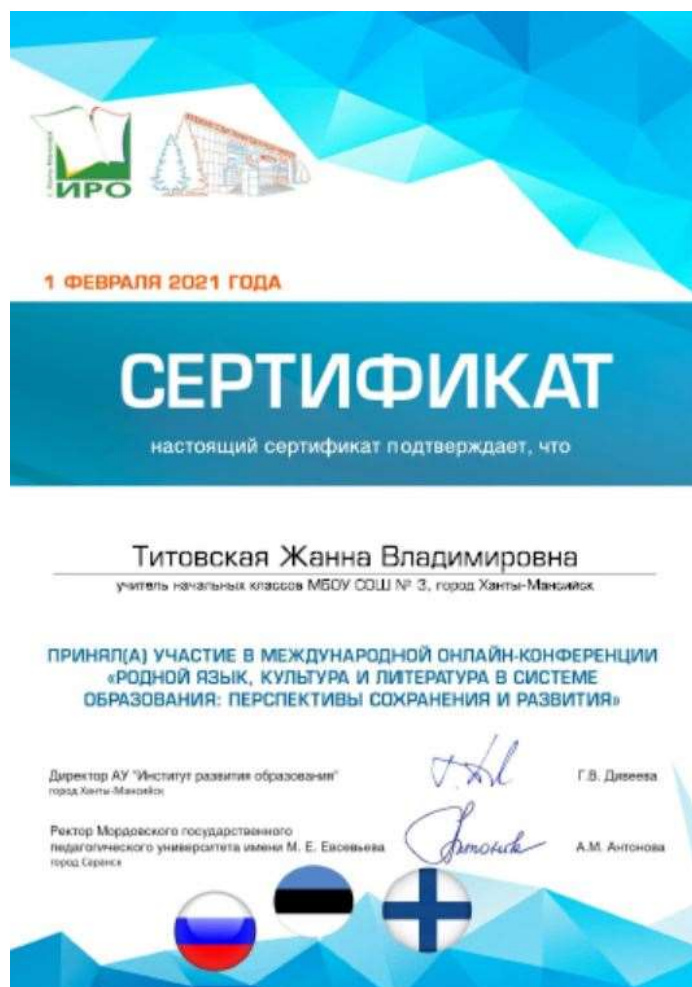 ИРО
1 ФЕВРАЛЯ 2021 ГОДА
СЕРТИФИКАТ
настоящий сертификат подтверждает, что
Титовская Жанна Владимировна
учитель начальных классов МБОУ СОШ № 3, город Ханты-Мансийск
ПРИНЯЛ(А) УЧАСТИЕ В МЕЖДУНАРОДНОЙ ОНЛАЙН-КОНФЕРЕНЦИИ
«РОДНОЙ ЯЗЫК, КУЛЬТУРА И ЛИТЕРАТУРА В СИСТЕМЕ
ОБРАЗОВАНИЯ: ПЕРСПЕКТИВЫ СОХРАНЕНИЯ И РАЗВИТИЯ»
Директор АУ "Институт развития образования"
город Ханты-Мансийск
Г.В. Дивеева
Ректор Мордовского государственного
педагогического университета имени М. Е. Евсевьева
город Саранск
А.М. Антонова